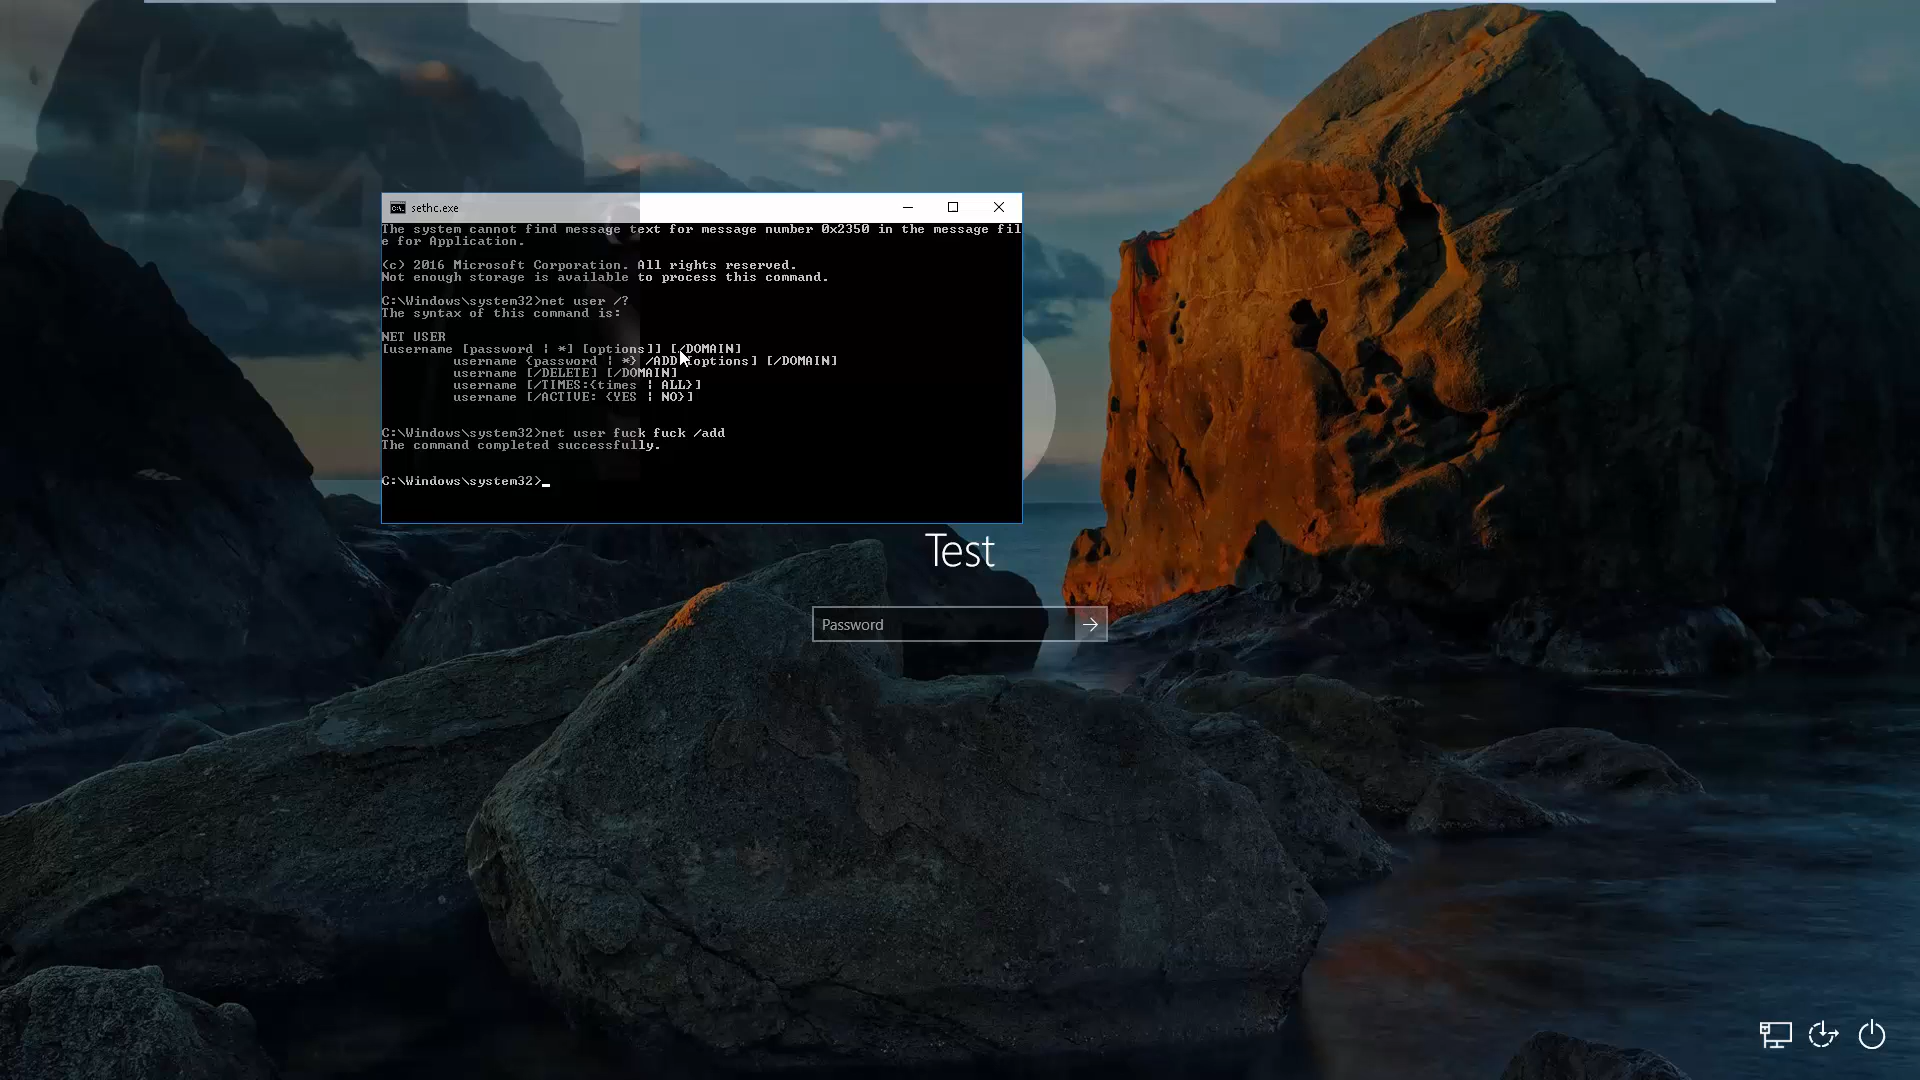 sethc.exe
The system cannot find message text for message number 0x2350 in the message fil
e for Application.
(c) 2016 Microsoft Corporation. All rights reserved.
Not enough storage is available to process this command.
C:\Windows\system32>net user /?
The syntax of this command is:
NET USER
[username [password | *] [options]] [/DOMAIN]
username {password | *} /ADD [options] [/DOMAIN]
username [/DELETE] [/DOMAIN]
username [/TIMES:{times | ALL}]
username [/ACTIVE: {YES | NO}]
C:\Windows\system32>net user fuck fuck /add
The command completed successfully.
C:\Windows\system32>
Test
Password